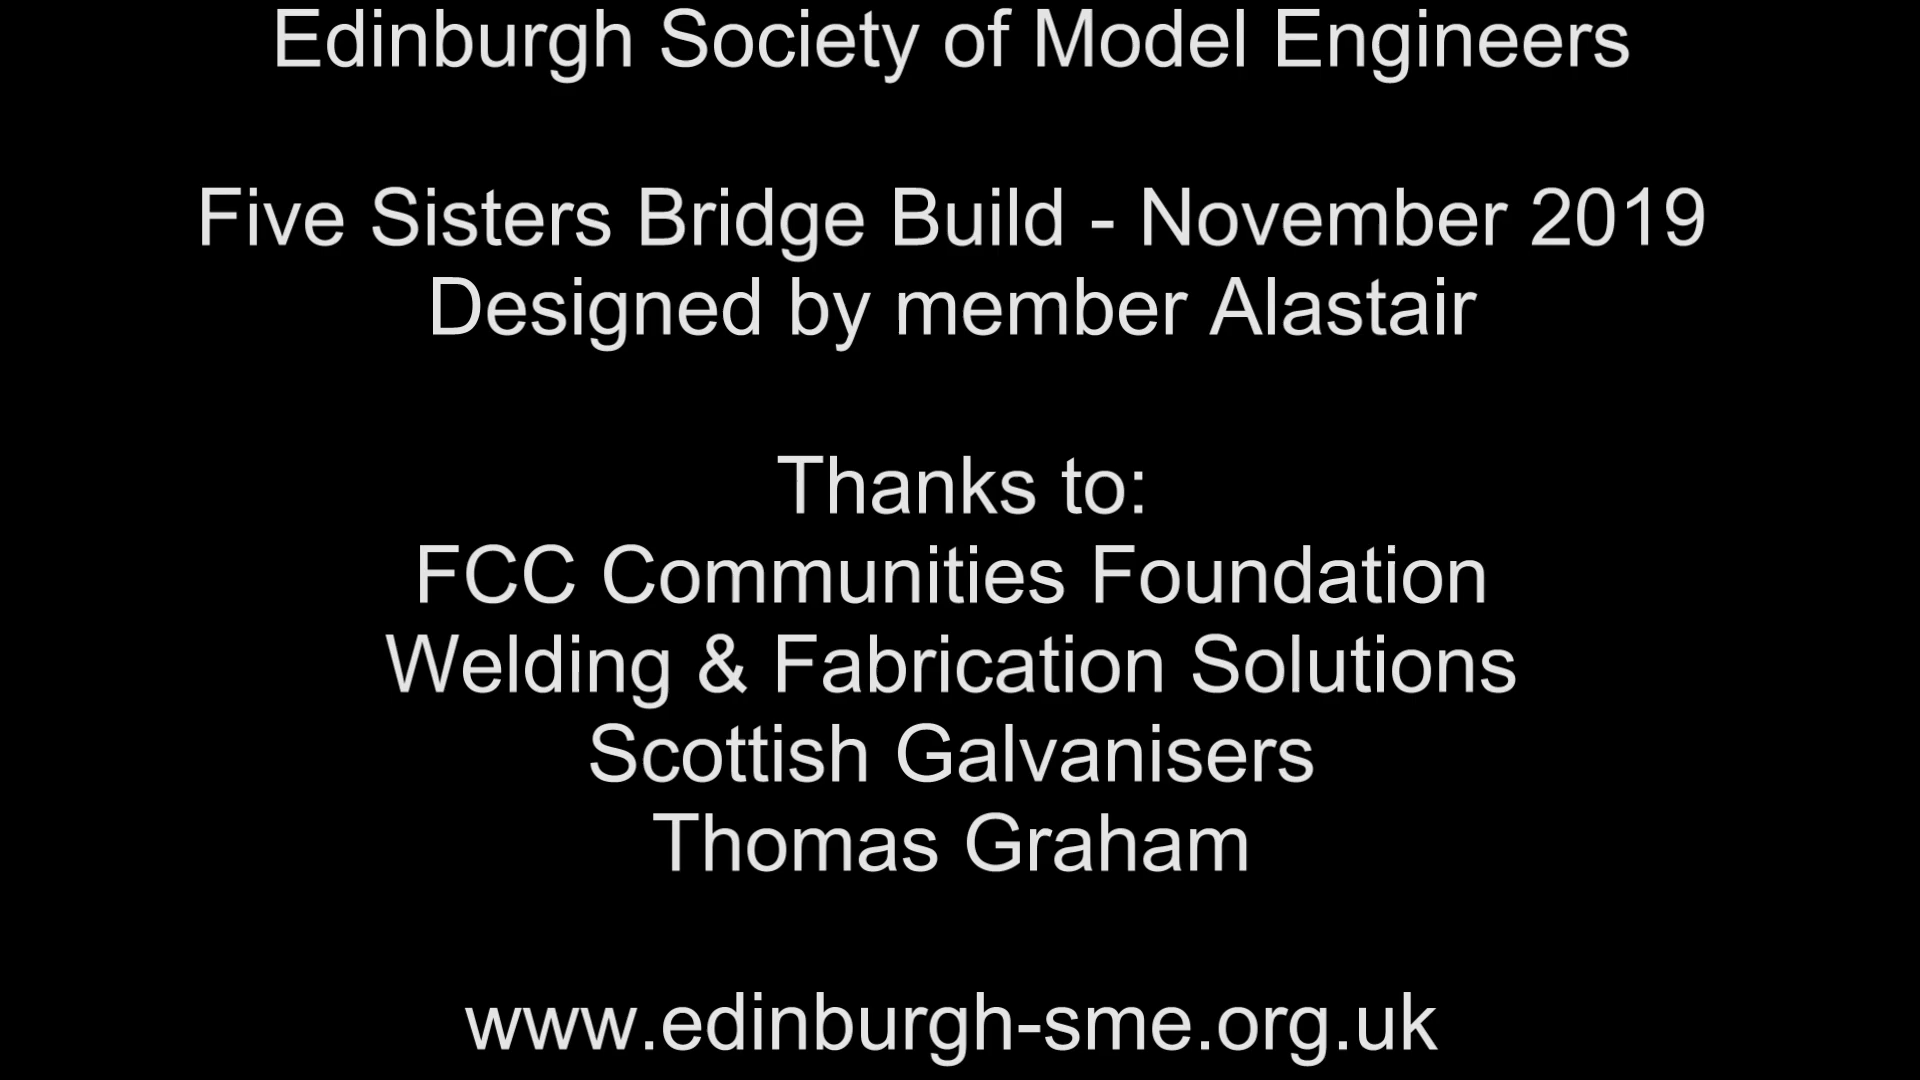 Edinburgh Society of Model Engineers
Five Sisters Bridge Build - November 2019
Designed by member Alastair
Thanks to:
FCC Communities Foundation
Welding & Fabrication Solutions
Scottish Galvanisers
Thomas Graham
www.edinburgh-sme.org.uk